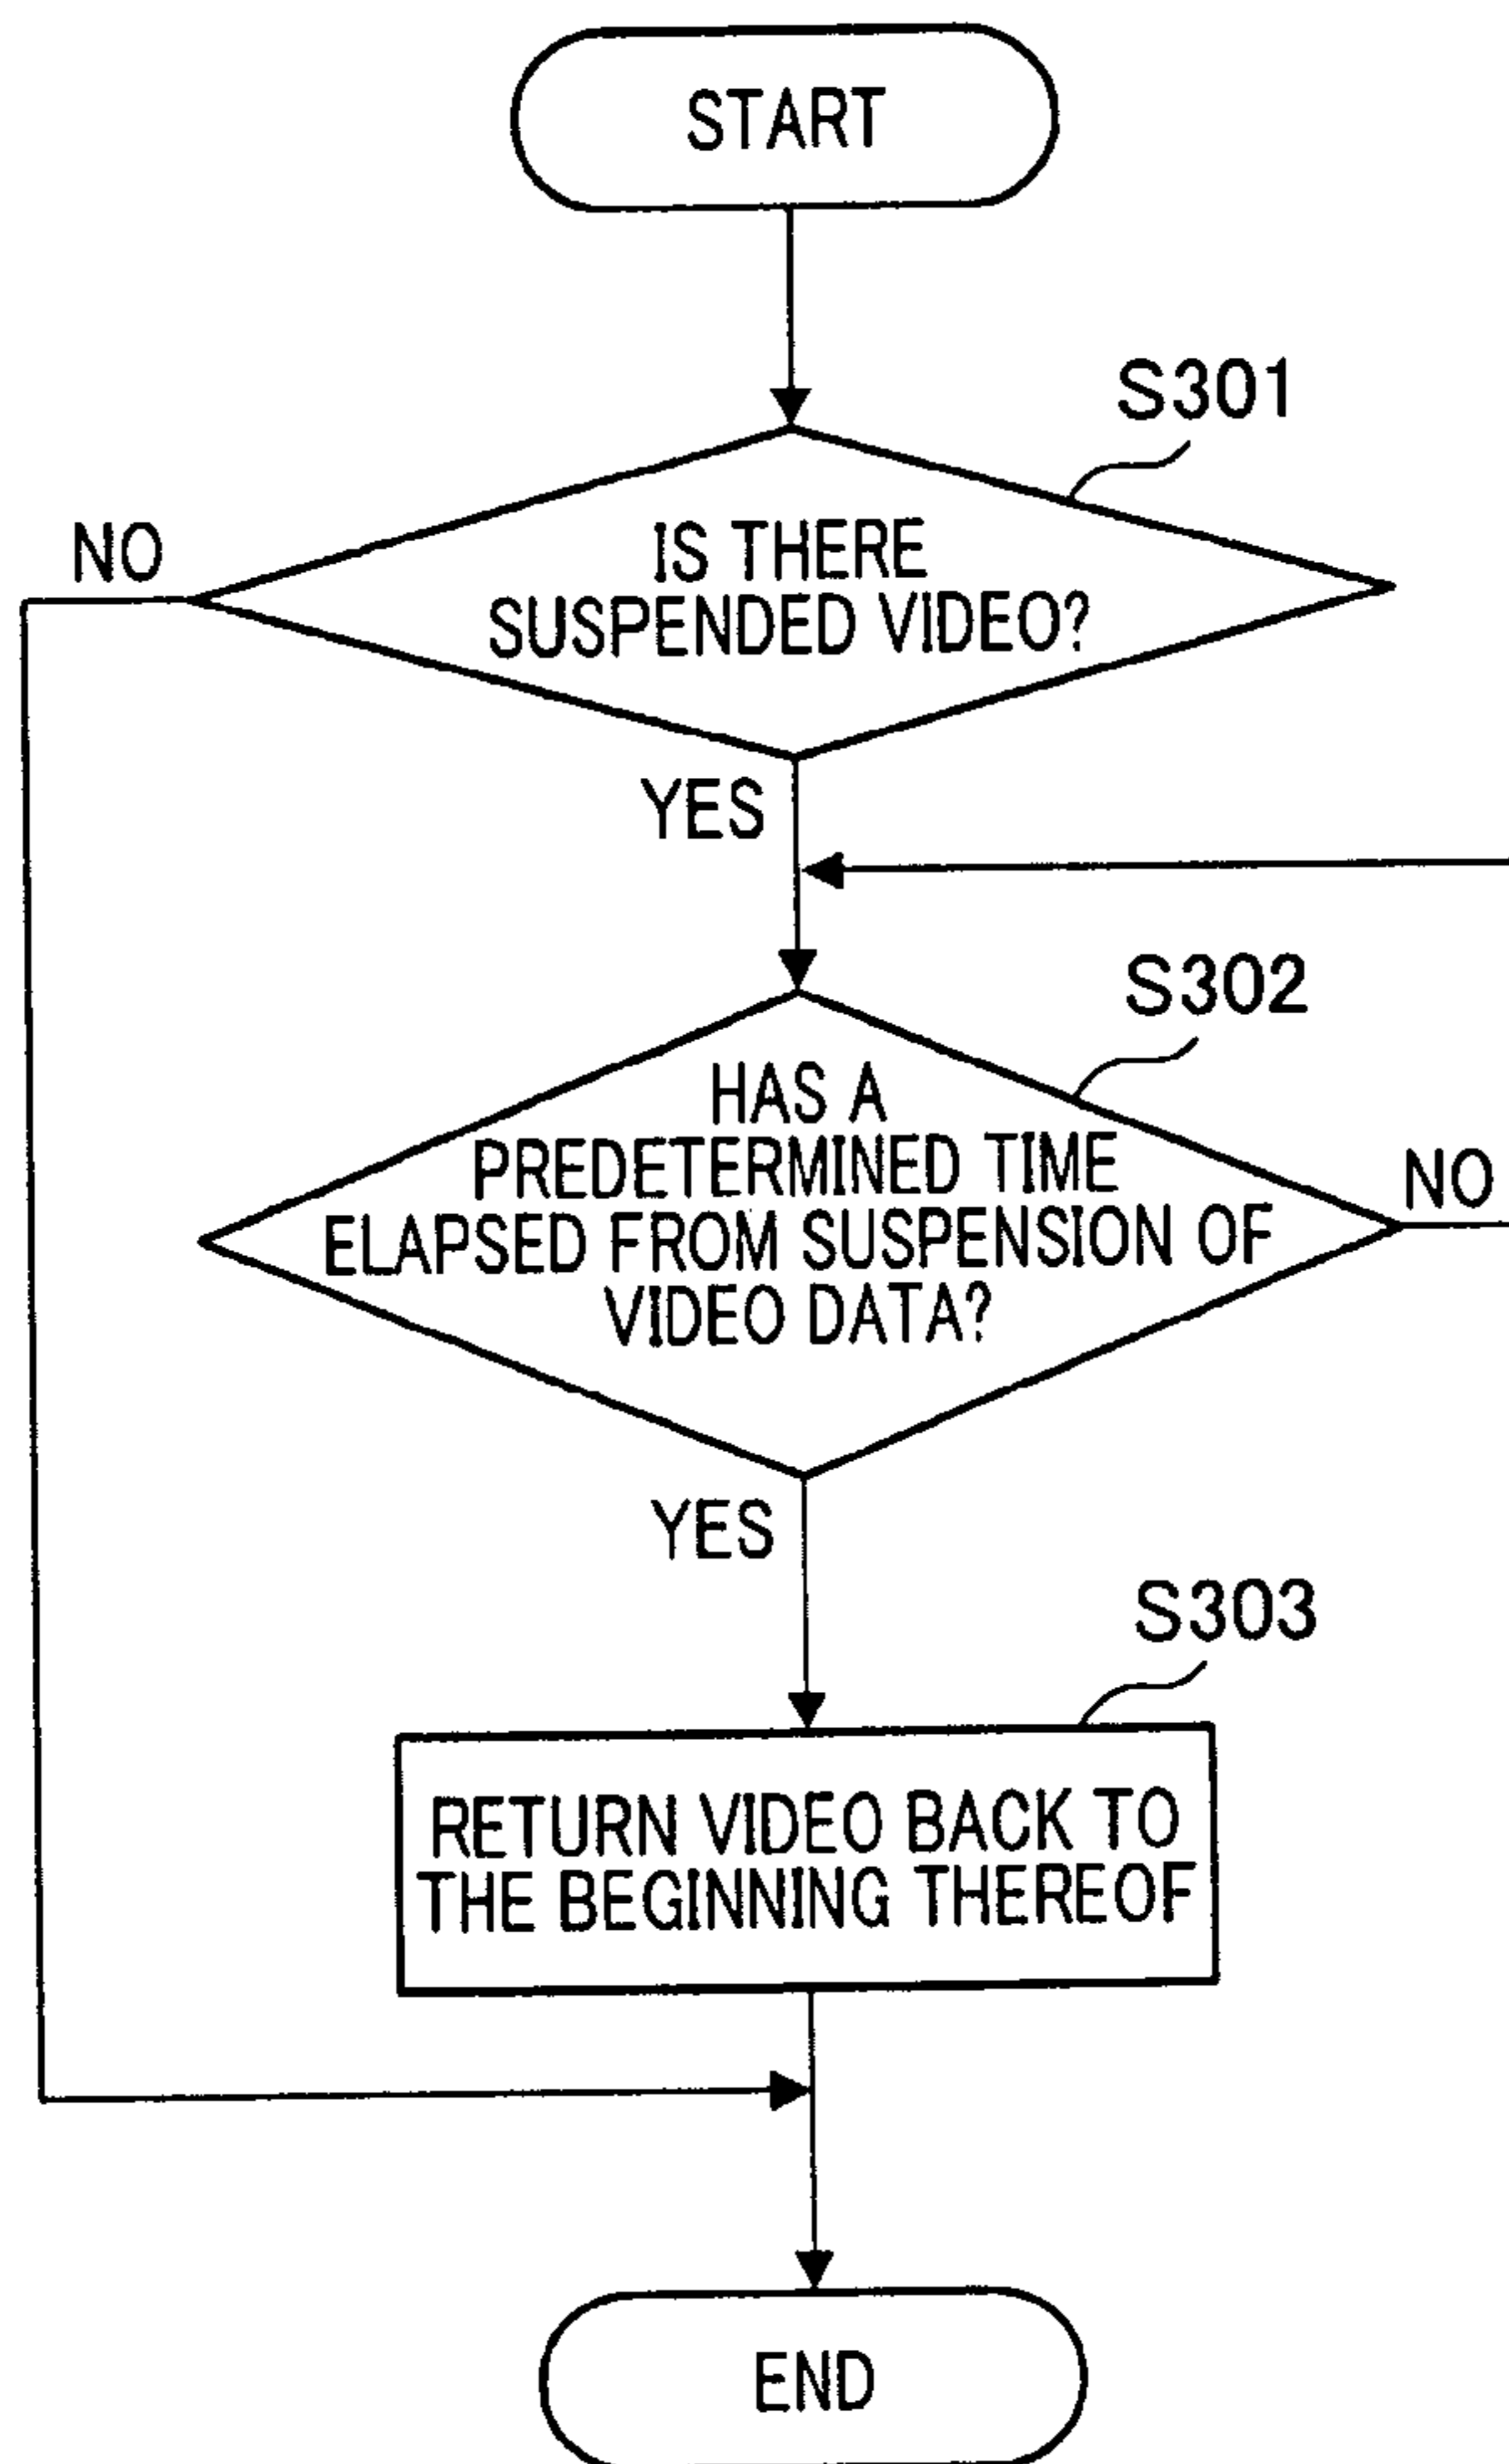 START
S301
NO
IS THERE
SUSPENDED VIDEO?
YES
S302
HAS A
PREDETERMINED TIME
ELAPSED FROM SUSPENSION OF
VIDEO DATA?
NO
YES
S303
RETURN VIDEO BACK TO
THE BEGINNING THEREOF
END